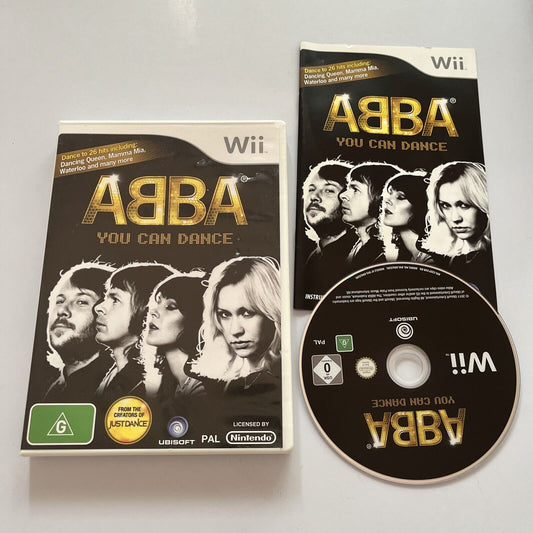 Dance to 26 hits including:
Dancing Queen, Mamma Mia,
Waterloo and many more
Wii
ABBA®
YOU CAN DANCE
G
FROM THE
CREATORS OF
JUST DANCE
UBISOFT
PAL
LICENSED BY
Nintendo
Dance to 26 hits including:
Dancing Queen, Mamma Mia,
Waterloo and many more
Wii
ABBA®
YOU CAN DANCE
UBISOFT
PAL
G
0
Wii
ABBA
YOU CAN DANCE